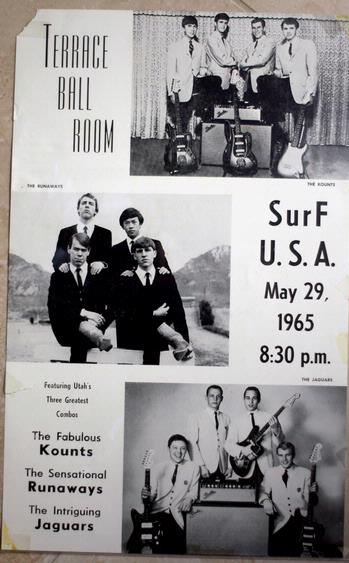 TERRACE
BALL
ROOM
THE RUNAWAYS
THE KOUNTS
SurF
U. S. A.
May 29,
1965
8:30 p.m.
THE JAGUARS
Featuring Utah's
Three Greatest
Combos
The Fabulous
Kounts
The Sensational
Runaways
The Intriguing
Jaguars